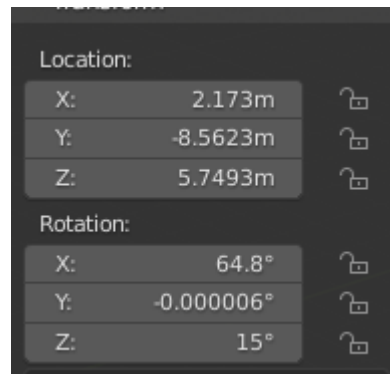 Location:
X: 2.173m
Y: -8.5623m
Z: 5.7493m
Rotation:
X: 64.8°
Y: -0.000006°
Z: 15°